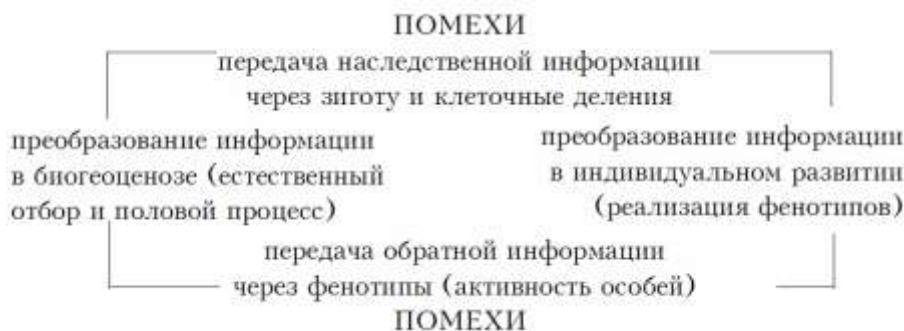 ПОМЕХИ
передача наследственной информации
через зиготу и клеточные деления
преобразование информации
в биогеоценозе (естественный
отбор и половой процесс)
преобразование информации
в индивидуальном развитии
(реализация фенотипов)
передача обратной информации
через фенотипы (активность особей)
ПОМЕХИ